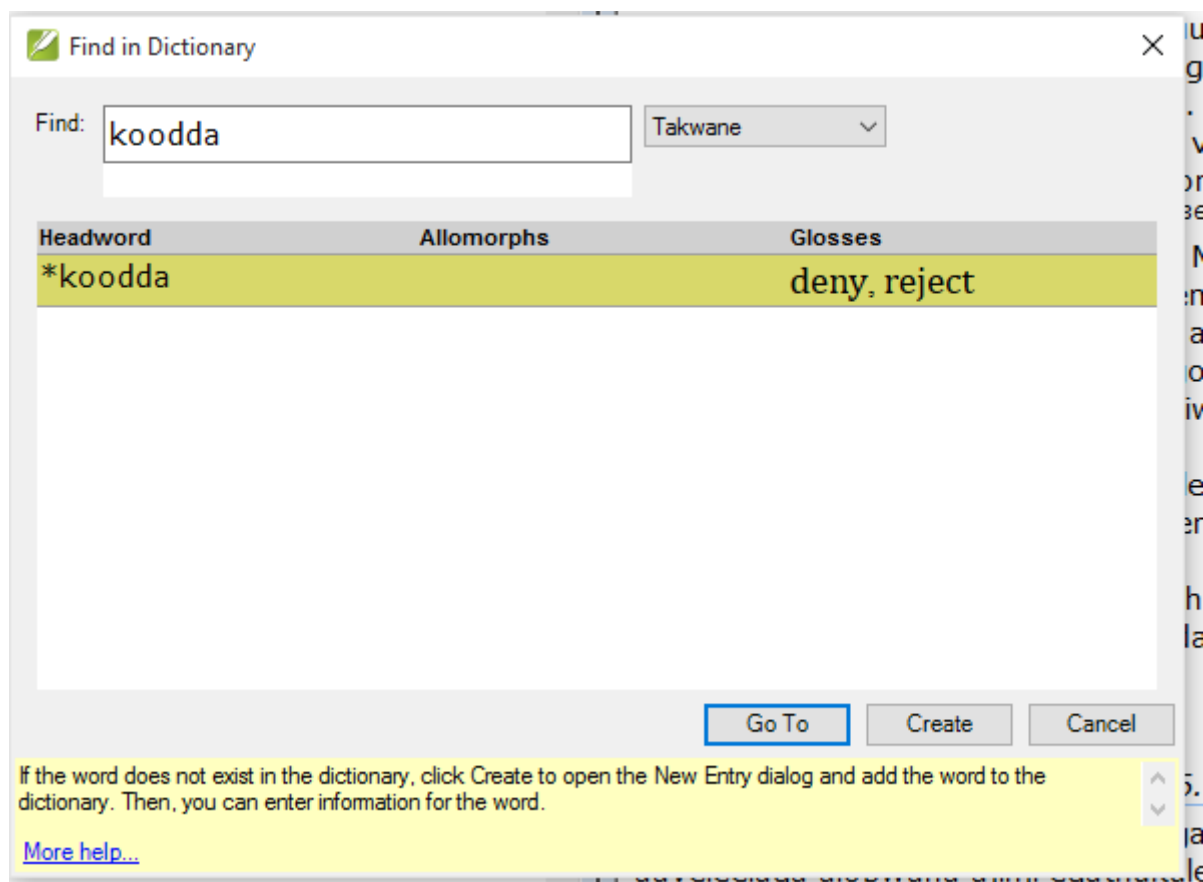 Find in Dictionary
Find: koodda Takwane
Headword Allomorphs Glosses
*koodda deny, reject
Go To Create Cancel
If the word does not exist in the dictionary, click Create to open the New Entry dialog and add the word to the
dictionary. Then, you can enter information for the word.
More help...